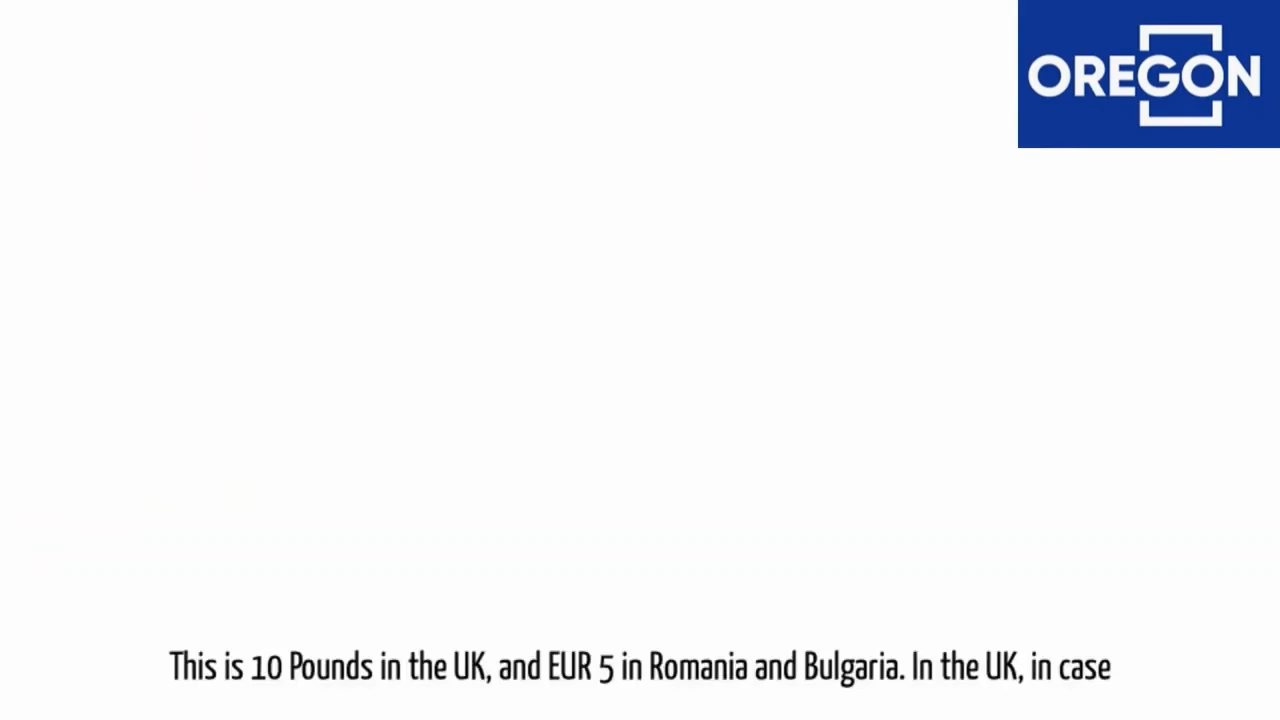 OREGON
This is 10 Pounds in the UK, and EUR 5 in Romania and Bulgaria. In the UK, in case